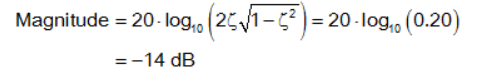 Magnitude = 20 · log₁₀ (2ζ√1−ζ²) = 20 · log₁₀ (0.20)
= −14 dB